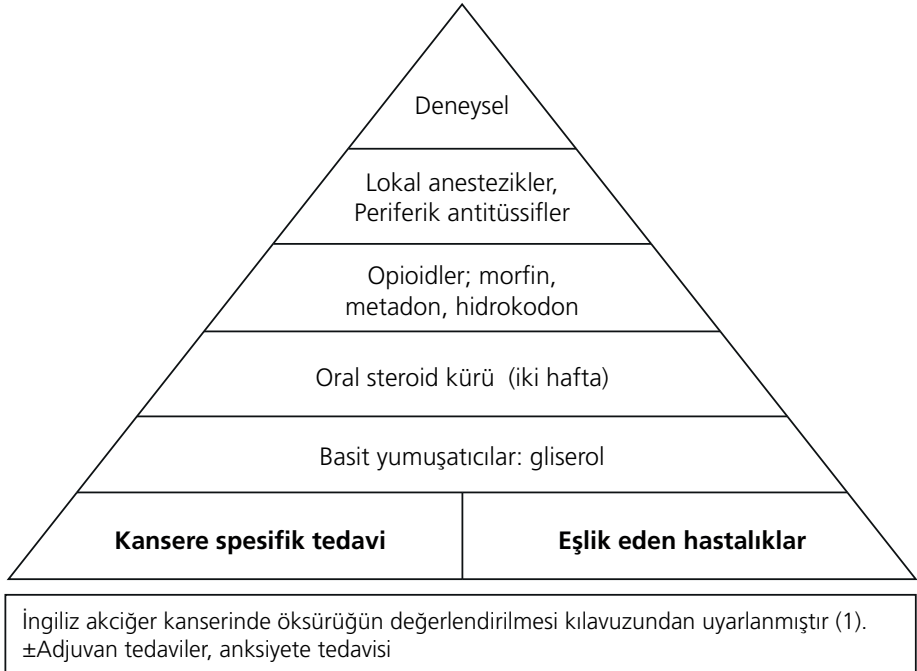 Deneysel
Lokal anestezikler,
Periferik antitüssifler
Opioidler; morfin,
metadon, hidrokodon
Oral steroid kürü (iki hafta)
Basit yumuşatıcılar: gliserol
Kansere spesifik tedavi
Eşlik eden hastalıklar
İngiliz akciğer kanserinde öksürüğün değerlendirilmesi kılavuzundan uyarlanmıştır (1).
±Adjuvan tedaviler, anksiyete tedavisi